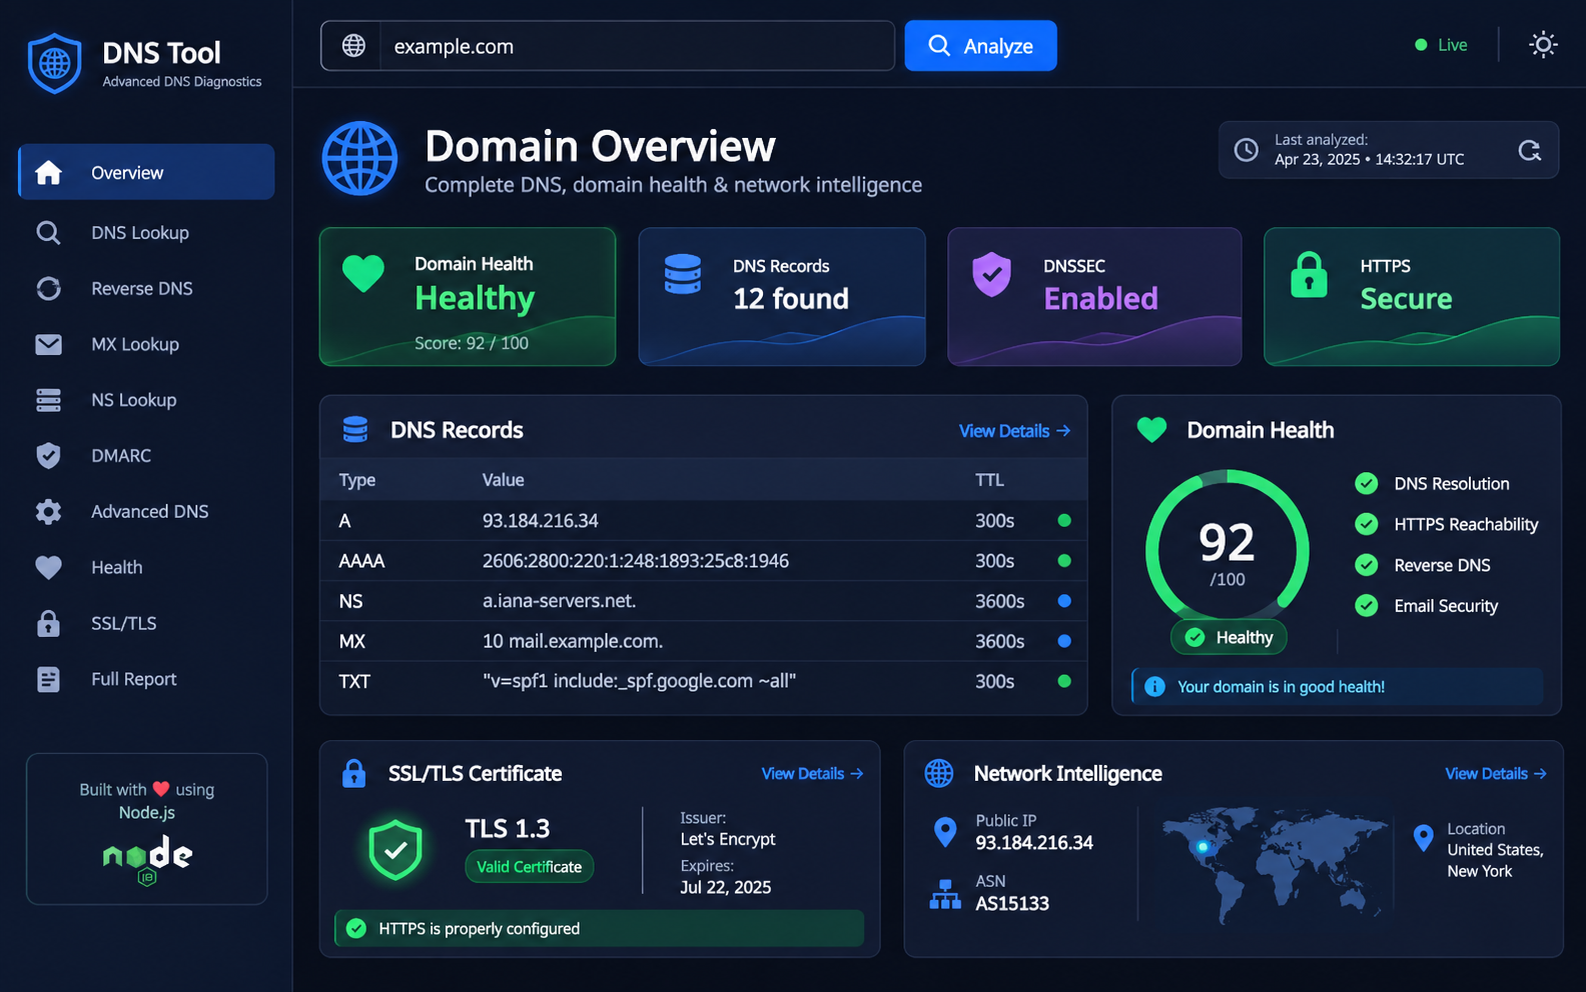 DNS Tool
Advanced DNS Diagnostics
Overview
DNS Lookup
Reverse DNS
MX Lookup
NS Lookup
DMARC
Advanced DNS
Health
SSL/TLS
Full Report
Built with ❤️ using
Node.js
node
example.com
Analyze
Live
Domain Overview
Complete DNS, domain health & network intelligence
Last analyzed:
Apr 23, 2025 • 14:32:17 UTC
Domain Health
Healthy
Score: 92 / 100
DNS Records
12 found
DNSSEC
Enabled
HTTPS
Secure
DNS Records
View Details →
Type Value TTL
A 93.184.216.34 300s
AAAA 2606:2800:220:1:248:1893:25c8:1946 300s
NS a.iana-servers.net. 3600s
MX 10 mail.example.com. 3600s
TXT "v=spf1 include:_spf.google.com ~all" 300s
Domain Health
92
/100
Healthy
DNS Resolution
HTTPS Reachability
Reverse DNS
Email Security
Your domain is in good health!
SSL/TLS Certificate
View Details →
TLS 1.3
Valid Certificate
Issuer:
Let's Encrypt
Expires:
Jul 22, 2025
HTTPS is properly configured
Network Intelligence
View Details →
Public IP
93.184.216.34
ASN
AS15133
Location
United States,
New York